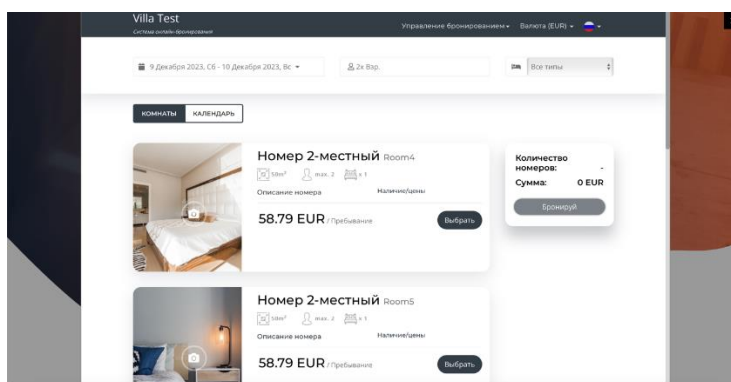 Villa Test
Система онлайн-бронирования
Управление бронированием
Валюта (EUR)
9 Декабря 2023, Сб - 10 Декабря 2023, Вс
2x Взр.
Все типы
КОМНАТЫ
КАЛЕНДАРЬ
Номер 2-местный Room4
50m² max. 2 x 1
Описание номера
Наличие/цены
58.79 EUR / Пребывание
Выбрать
Количество номеров: -
Сумма: 0 EUR
Бронируй
Номер 2-местный Room5
max. 2 x 1
Описание номера
Наличие/цены
58.79 EUR / Пребывание
Выбрать